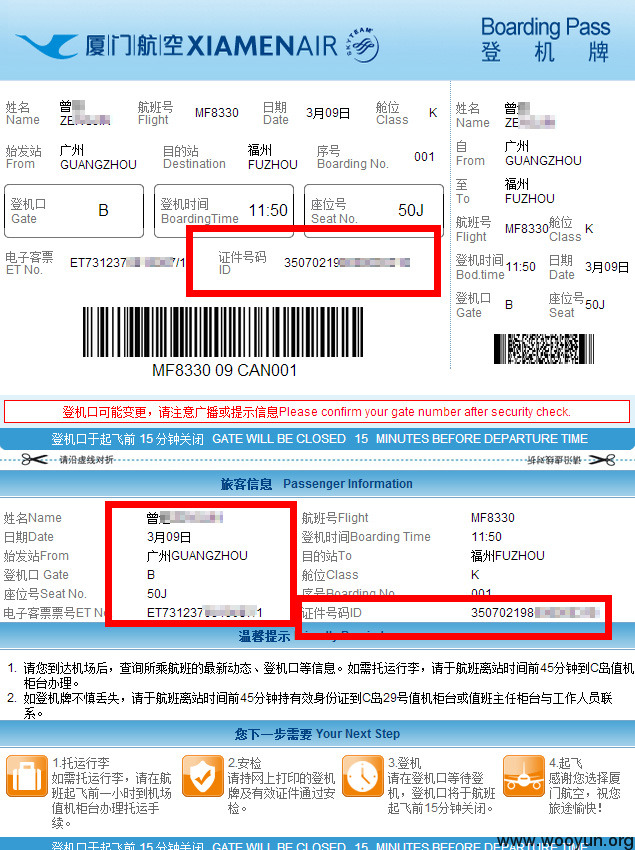 厦门航空 XIAMENAIR SKYTEAM
Boarding Pass
登机牌
姓名 曾 航班号 MF8330 日期 3月09日 舱位 K
Name ZE Flight Date Class
始发站 广州 目的站 福州 序号 001
From GUANGZHOU Destination FUZHOU Boarding No.
登机口 B 登机时间 11:50 座位号 50J
Gate BoardingTime Seat No.
电子客票 ET731237 /1 证件号码 35070219
ET No. ID
MF8330 09 CAN001
姓名 曾
Name ZE
自 广州
From GUANGZHOU
至 福州
To FUZHOU
航班号 MF8330 舱位 K
Flight Class
登机时间 11:50 日期 3月09日
Bod.time Date
登机口 B 座位号 50J
Gate Seat No.
登机口可能变更，请注意广播或提示信息Please confirm your gate number after security check.
登机口于起飞前 15 分钟关闭 GATE WILL BE CLOSED 15 MINUTES BEFORE DEPARTURE TIME
请沿虚线对折 请沿虚线对折
旅客信息 Passenger Information
姓名Name 曾 航班号Flight MF8330
日期Date 3月09日 登机时间Boarding Time 11:50
始发站From 广州GUANGZHOU 目的站To 福州FUZHOU
登机口 Gate B 舱位Class K
座位号Seat No. 50J 序号Boarding No. 001
电子客票票号ET No ET731237 1 证件号码ID 350702198
温馨提示
1. 请您到达机场后，查询所乘航班的最新动态、登机口等信息。如需托运行李，请于航班离站时间前45分钟到C岛值机
柜台办理。
2. 如登机牌不慎丢失，请于航班离站时间前45分钟持有效身份证到C岛29号值机柜台或值班主任柜台与工作人员联
系。
您下一步需要 Your Next Step
1.托运行李
如需托运行李，请在航
班起飞前一小时到机场
值机柜台办理托运手
续。
2.安检
请持网上打印的登机
牌及有效证件通过安
检。
3.登机
请在登机口等待登
机，登机口将于航班
起飞前15分钟关闭。
4.起飞
感谢您选择厦
门航空，祝您
旅途愉快！
www.wooyun.org
登机口于起飞前 15 分钟关闭 GATE WILL BE CLOSED 15 MINUTES BEFORE DEPARTURE TIME